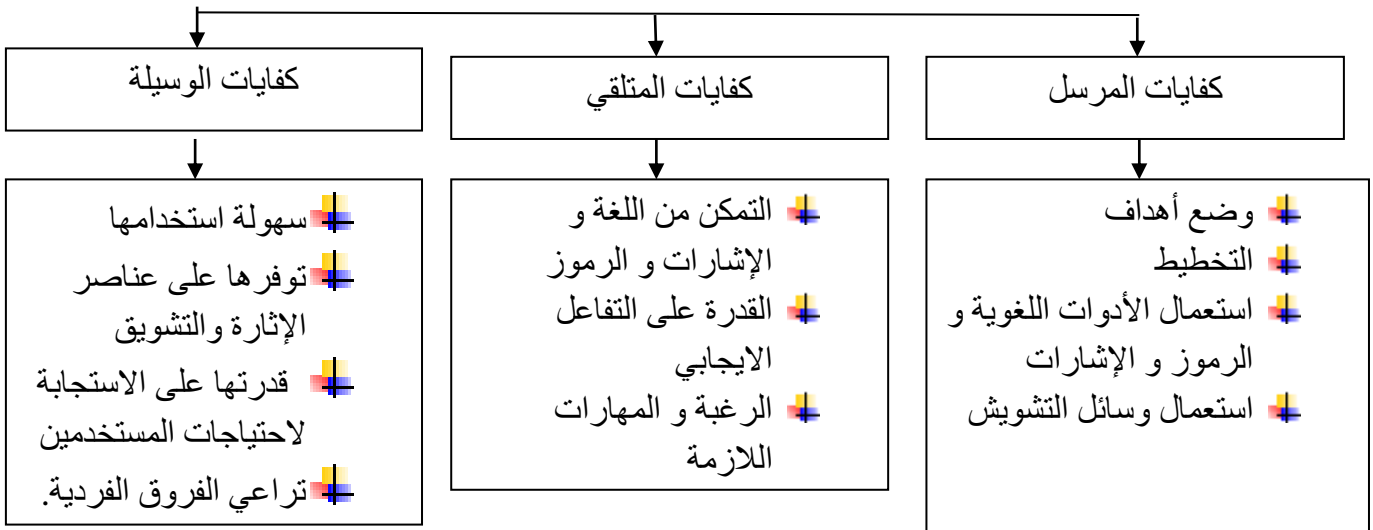 كفايات المرسل
وضع أهداف
التخطيط
استعمال الأدوات اللغوية و
الرموز و الإشارات
استعمال وسائل التشويش
كفايات المتلقي
التمكن من اللغة و
الإشارات و الرموز
القدرة على التفاعل
الايجابي
الرغبة و المهارات
اللازمة
كفايات الوسيلة
سهولة استخدامها
توفرها على عناصر
الإثارة والتشويق
قدرتها على الاستجابة
لاحتياجات المستخدمين
تراعي الفروق الفردية.